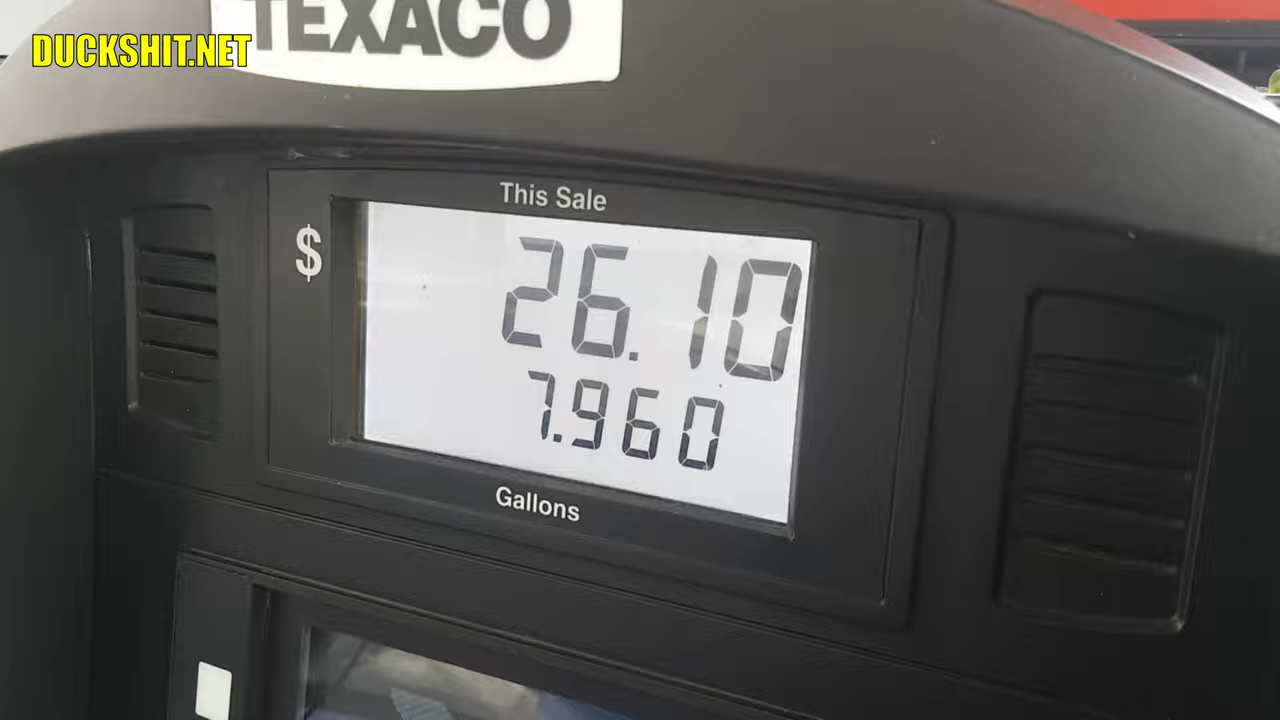 TEXACO
DUCKSHIT.NET
This Sale
$ 26.10
7.960
Gallons